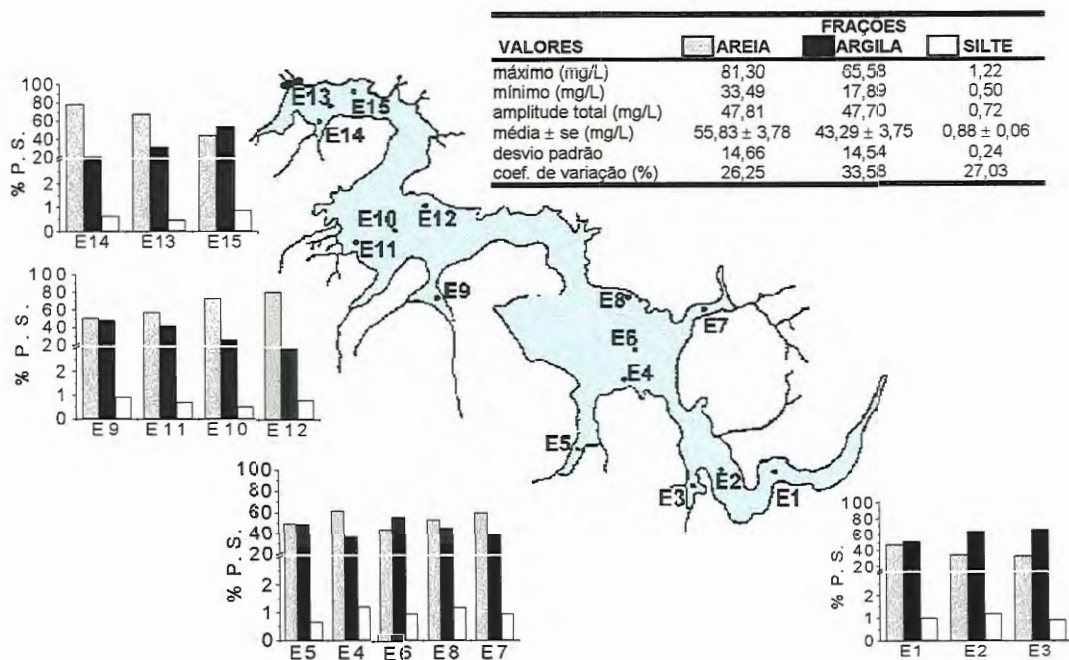 FRAÇÕES
VALORES AREIA ARGILA SILTE
máximo (mg/L) 81,30 65,58 1,22
mínimo (mg/L) 33,49 17,89 0,50
amplitude total (mg/L) 47,81 47,70 0,72
média ± se (mg/L) 55,83 ± 3,78 43,29 ± 3,75 0,88 ± 0,06
desvio padrão 14,66 14,54 0,24
coef. de variação (%) 26,25 33,58 27,03
% P. S.
100
80
60
40
20
2
1
0
E14 E13 E15
% P. S.
100
80
60
40
20
2
1
0
E9 E11 E10 E12
% P. S.
100
80
60
40
20
2
1
0
E5 E4 E6 E8 E7
% P. S.
100
80
60
40
20
2
1
0
E1 E2 E3
E13
E15
E14
E10
E12
E11
E9
E8
E7
E6
E4
E5
E3
E2
E1